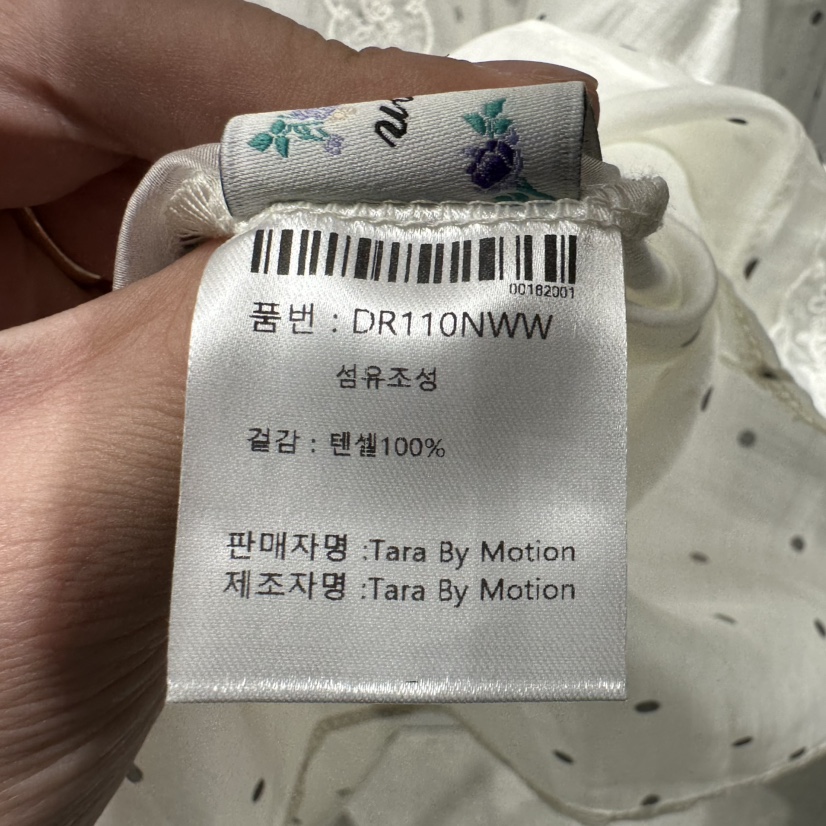 00182001
품번 : DR110NWW
섬유조성
겉감 : 텐셀100%
판매자명 :Tara By Motion
제조자명 :Tara By Motion